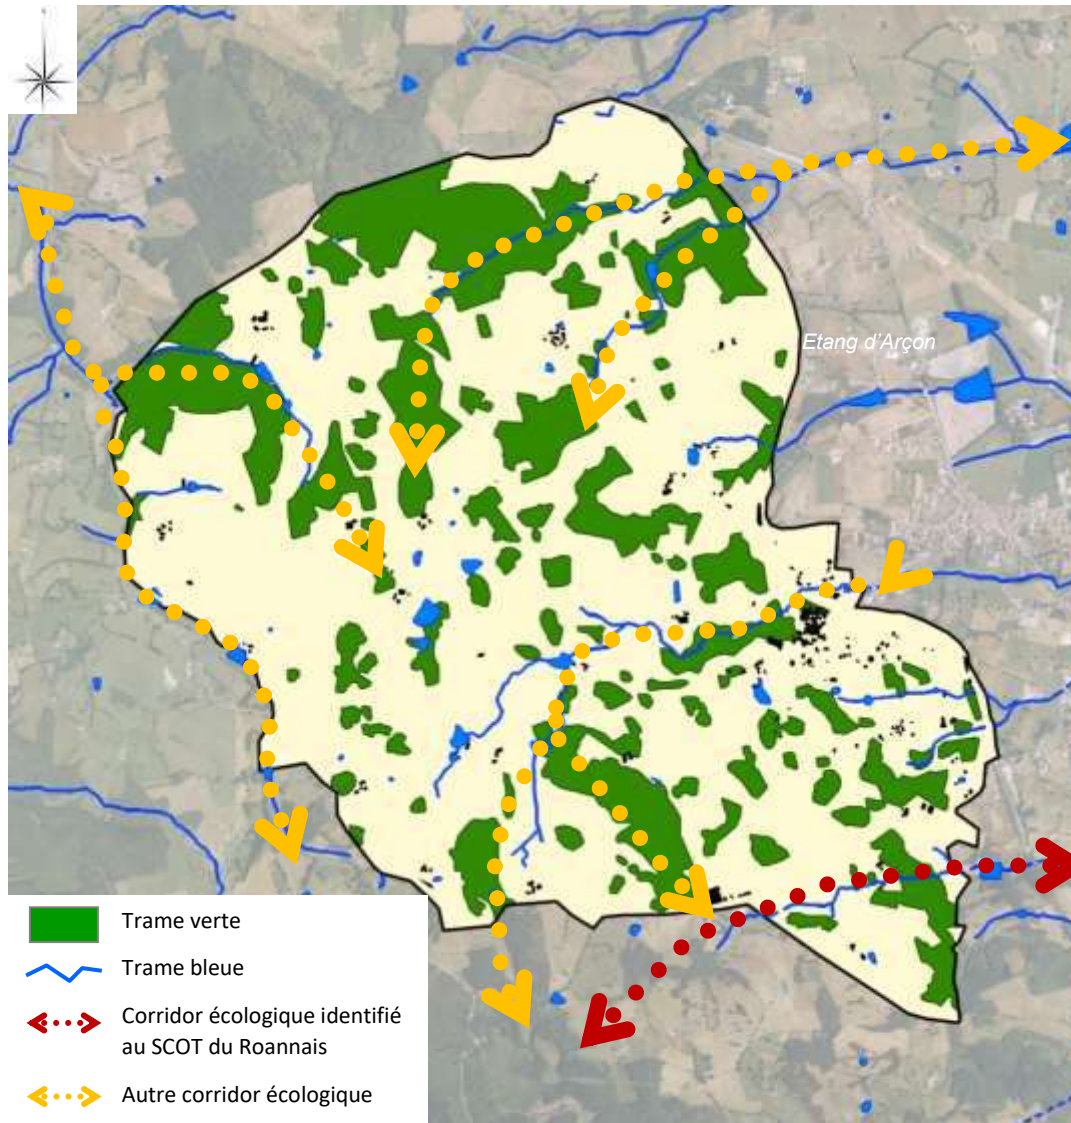 Etang d'Arçon
Trame verte
Trame bleue
Corridor écologique identifié
au SCOT du Roannais
Autre corridor écologique